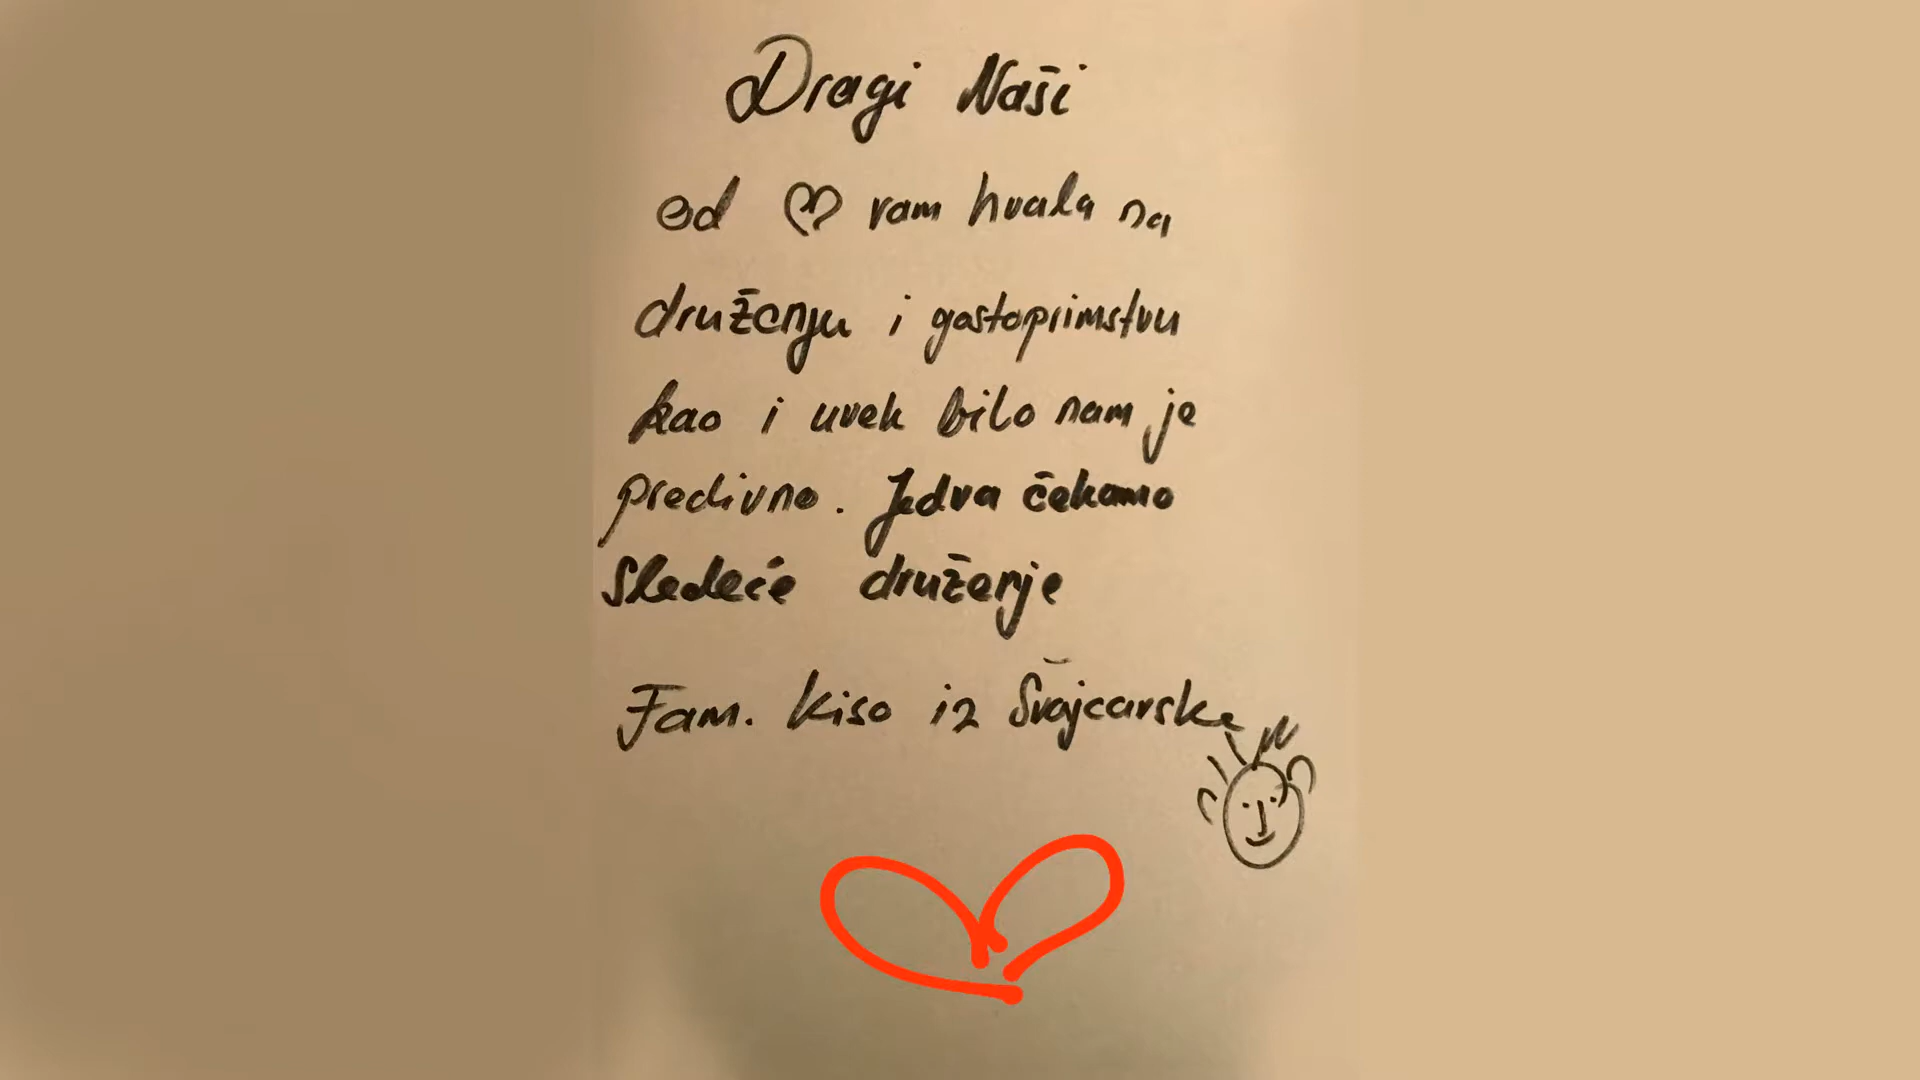 Dragi Naši
od ♡ vam hvala na
druženju i gostoprimstvu
kao i uvek bilo nam je
predivno. Jedva čekamo
sledeće druženje
Fam. Kiso iz Švajcarske